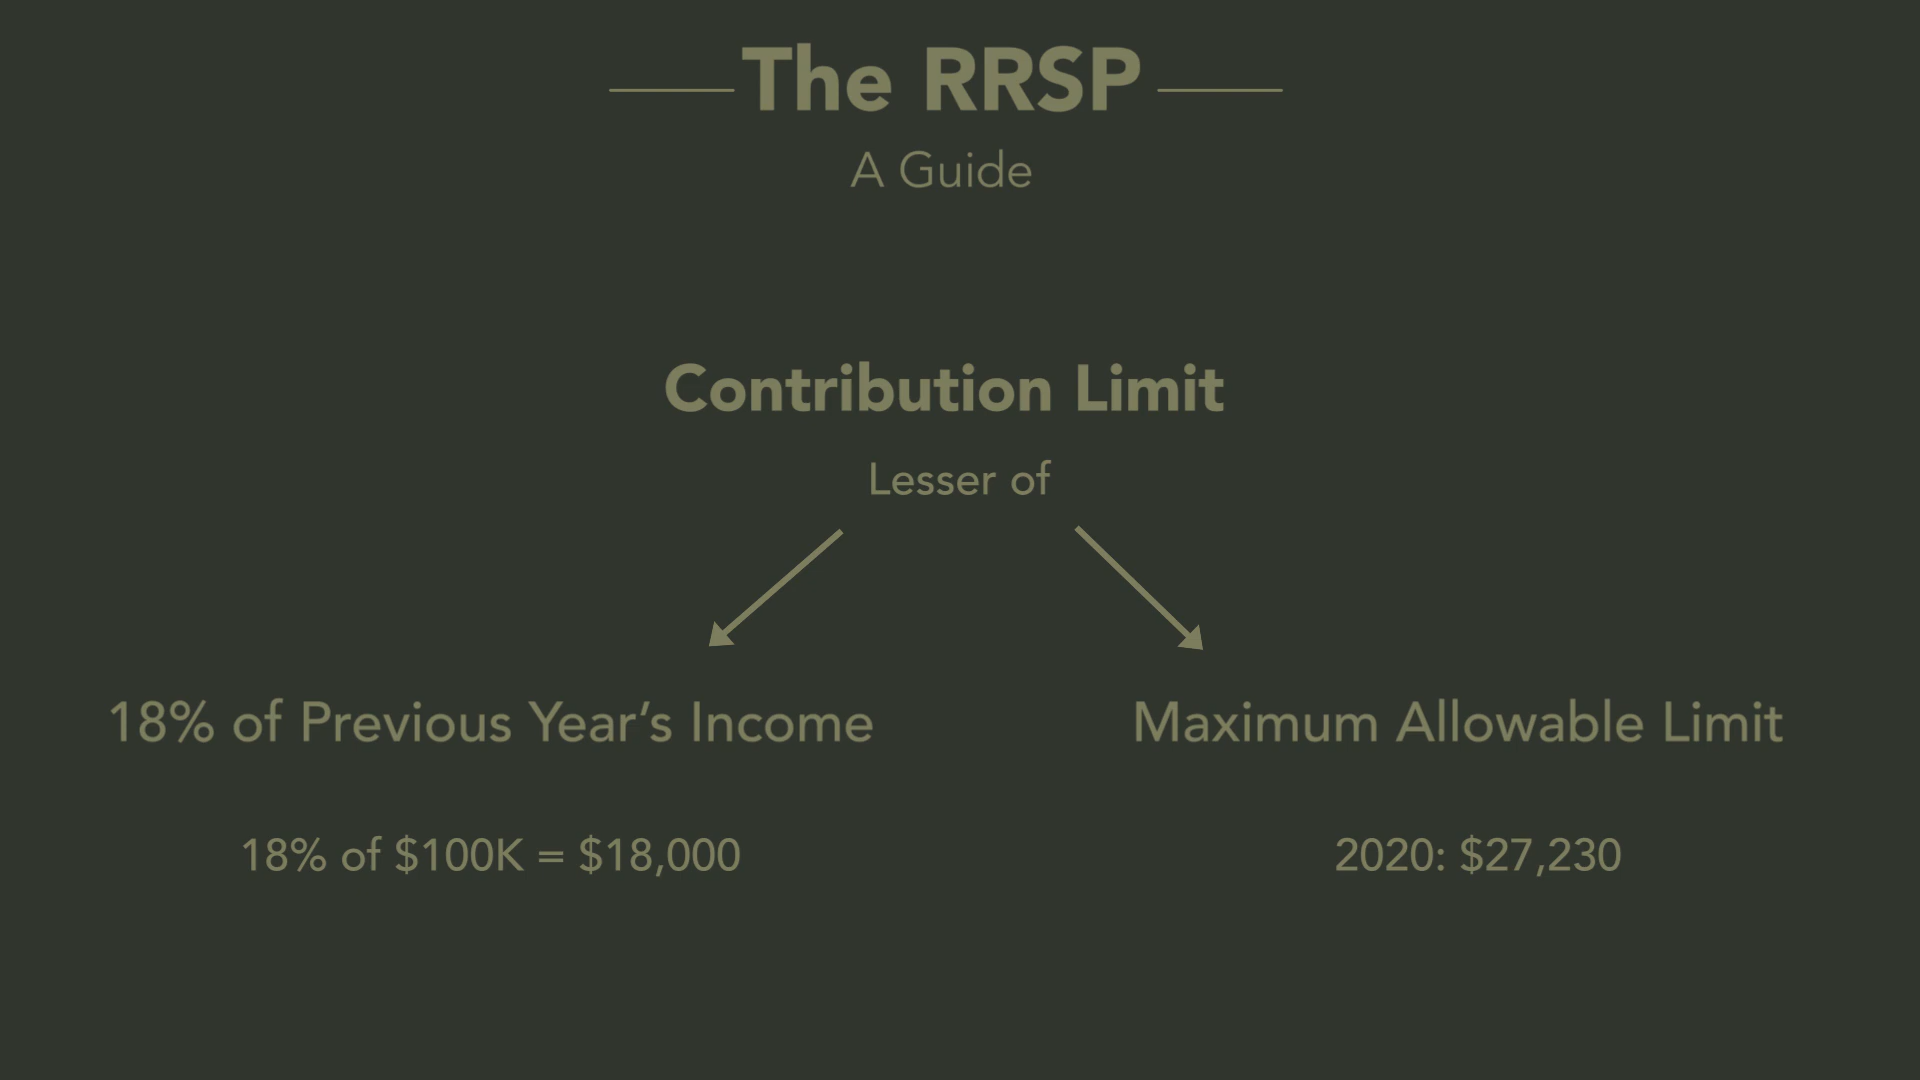 The RRSP
A Guide
Contribution Limit
Lesser of
18% of Previous Year’s Income
Maximum Allowable Limit
18% of $100K = $18,000
2020: $27,230